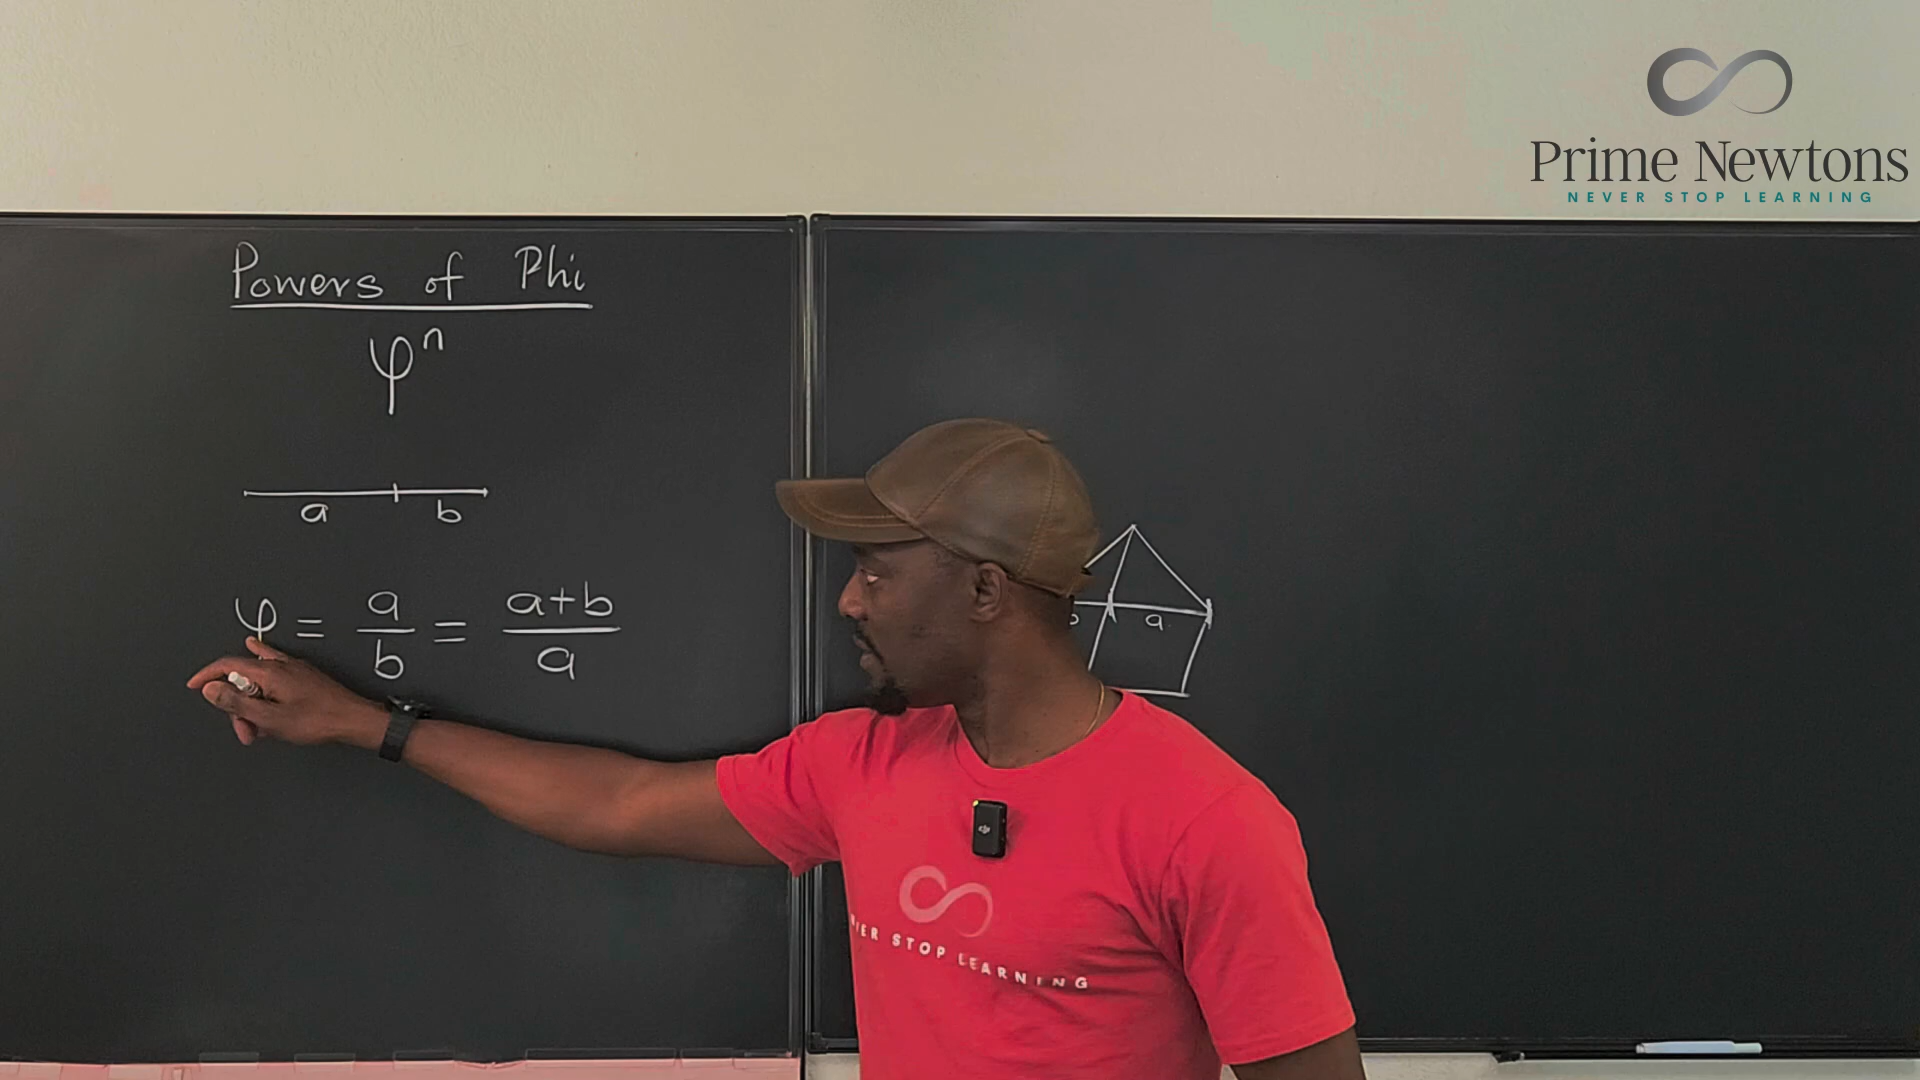 Prime Newtons
NEVER STOP LEARNING
Powers of Phi
φⁿ
a b
φ = a/b = (a+b)/a
a
STOP LEARNING